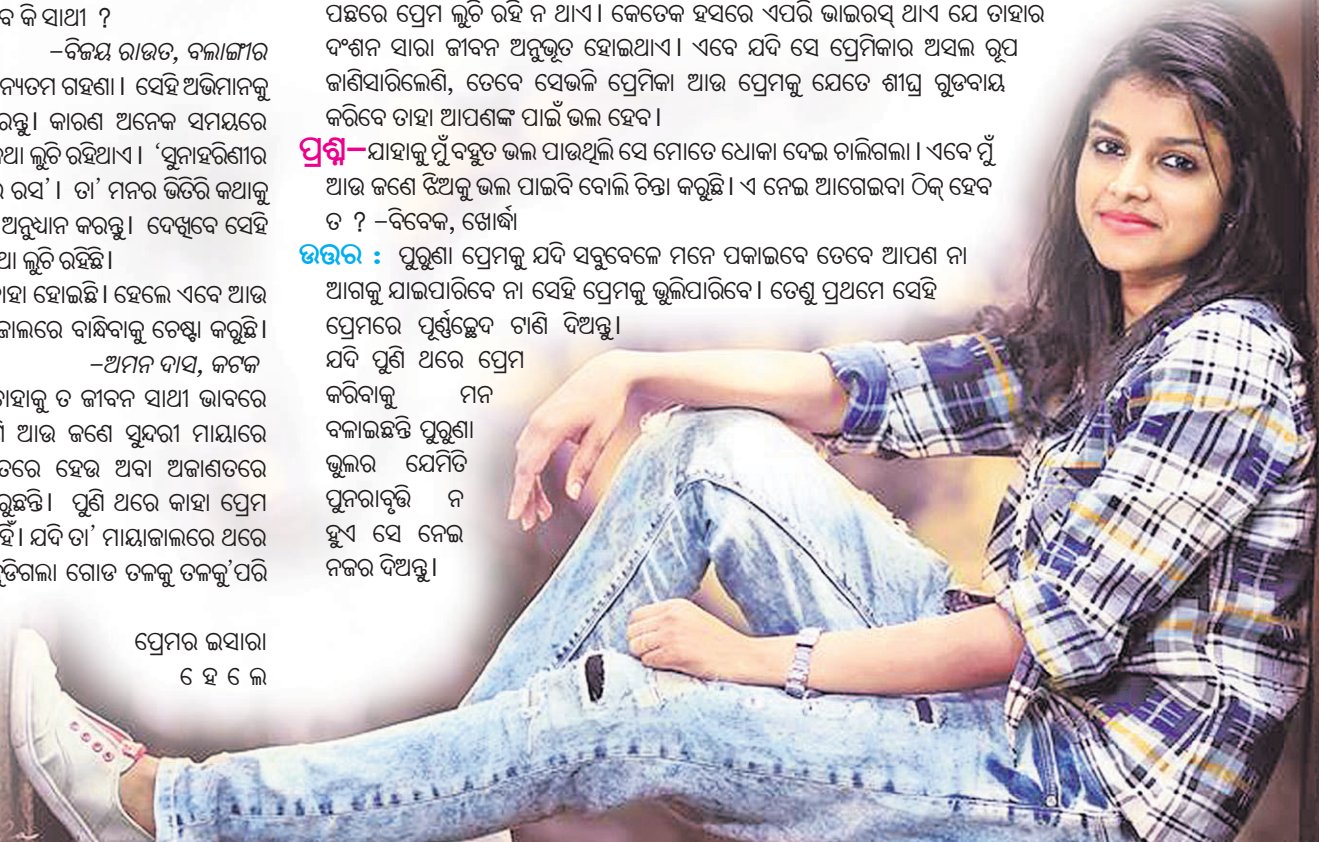 ବ କି ସାଥୀ ?
–ବିଜୟ ରାଉତ, ବଲାଙ୍ଗୀର
ନ୍ୟତମ ଗହଣା । ସେହି ଅଭିମାନକୁ
ରନ୍ତୁ । କାରଣ ଅନେକ ସମୟରେ
ଥା ଲୁଚି ରହିଥାଏ । ‘ସୁନାହରିଣୀର
ରସ’ । ତା’ ମନର ଭିତିରି କଥାକୁ
ଅନୁଧ୍ୟାନ କରନ୍ତୁ । ଦେଖିବେ ସେହି
ଥା ଲୁଚି ରହିଛି ।
ାହା ହୋଇଛି । ହେଲେ ଏବେ ଆଉ
ଜାଲରେ ବାନ୍ଧିବାକୁ ଚେଷ୍ଟା କରୁଛି ।
–ଅମନ ଦାସ, କଟକ
ାହାକୁ ତ ଜୀବନ ସାଥୀ ଭାବରେ
ଆଉ ଜଣେ ସୁନ୍ଦରୀ ମାୟାରେ
ତରେ ହେଉ ଅବା ଅଜାଣତରେ
ରୁଛନ୍ତି । ପୁଣି ଥରେ କାହା ପ୍ରେମ
ହିଁ । ଯଦି ତା’ ମାୟାଜାଲରେ ଥରେ
ଡିଗଲା ଗୋଡ ତଳକୁ ତଳକୁ’ପରି
ପ୍ରେମର ଇସାରା
ହେଲେ
ପଛରେ ପ୍ରେମ ଲୁଚି ରହି ନ ଥାଏ । କେତେକ ହସରେ ଏପରି ଭାଇରସ୍ ଥାଏ ଯେ ତାହାର
ଦଂଶନ ସାରା ଜୀବନ ଅନୁଭୂତ ହୋଇଥାଏ । ଏବେ ଯଦି ସେ ପ୍ରେମିକାର ଅସଲ ରୂପ
ଜାଣିସାରିଲେଣି, ତେବେ ସେଭଳି ପ୍ରେମିକା ଆଉ ପ୍ରେମକୁ ଯେତେ ଶୀଘ୍ର ଗୁଡବାୟ
କରିବେ ତାହା ଆପଣଙ୍କ ପାଇଁ ଭଲ ହେବ ।
ପ୍ରଶ୍ନ–ଯାହାକୁ ମୁଁ ବହୁତ ଭଲ ପାଉଥିଲି ସେ ମୋତେ ଧୋକା ଦେଇ ଚାଲିଗଲା । ଏବେ ମୁଁ
ଆଉ ଜଣେ ଝିଅକୁ ଭଲ ପାଇବି ବୋଲି ଚିନ୍ତା କରୁଛି । ଏ ନେଇ ଆଗେଇବା ଠିକ୍ ହେବ
ତ ? –ବିବେକ, ଖୋର୍ଦ୍ଧା
ଉତ୍ତର : ପୁରୁଣା ପ୍ରେମକୁ ଯଦି ସବୁବେଳେ ମନେ ପକାଇବେ ତେବେ ଆପଣ ନା
ଆଗକୁ ଯାଇପାରିବେ ନା ସେହି ପ୍ରେମକୁ ଭୁଲିପାରିବେ । ତେଣୁ ପ୍ରଥମେ ସେହି
ପ୍ରେମରେ ପୂର୍ଣ୍ଣଚ୍ଛେଦ ଟାଣି ଦିଅନ୍ତୁ ।
ଯଦି ପୁଣି ଥରେ ପ୍ରେମ
କରିବାକୁ ମନ
ବଳାଇଛନ୍ତି ପୁରୁଣା
ଭୁଲର ଯେମିତି
ପୁନରାବୃତ୍ତି ନ
ହୁଏ ସେ ନେଇ
ନଜର ଦିଅନ୍ତୁ ।